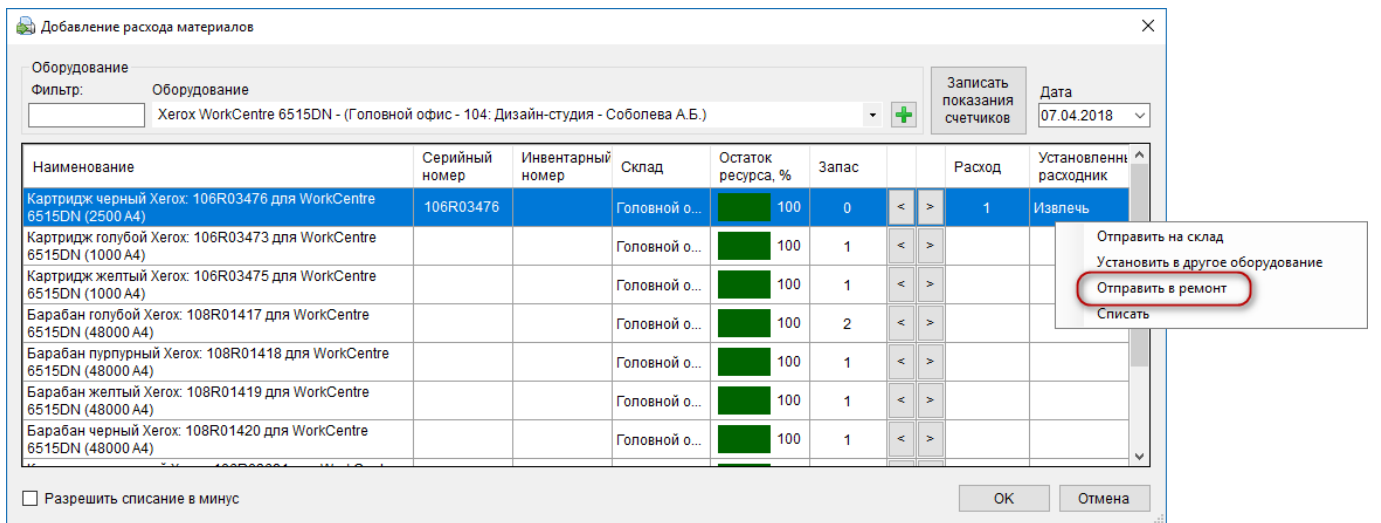 Добавление расхода материалов
Оборудование
Фильтр:
Оборудование
Xerox WorkCentre 6515DN - (Головной офис - 104: Дизайн-студия - Соболева А.Б.)
Записать
показания
счетчиков
Дата
07.04.2018
Наименование
Серийный
номер
Инвентарный
номер
Склад
Остаток
ресурса, %
Запас
Расход
Установленны
расходник
Картридж черный Xerox: 106R03476 для WorkCentre
6515DN (2500 A4)
106R03476
Головной о...
100
0
<
>
1
Извлечь
Картридж голубой Xerox: 106R03473 для WorkCentre
6515DN (1000 A4)
Головной о...
100
1
<
>
Картридж желтый Xerox: 106R03475 для WorkCentre
6515DN (1000 A4)
Головной о...
100
1
<
>
Барабан голубой Xerox: 108R01417 для WorkCentre
6515DN (48000 A4)
Головной о...
100
2
<
>
Барабан пурпурный Xerox: 108R01418 для WorkCentre
6515DN (48000 A4)
Головной о...
100
1
<
>
Барабан желтый Xerox: 108R01419 для WorkCentre
6515DN (48000 A4)
Головной о...
100
1
<
>
Барабан черный Xerox: 108R01420 для WorkCentre
6515DN (48000 A4)
Головной о...
100
1
<
>
Отправить на склад
Установить в другое оборудование
Отправить в ремонт
Списать
Разрешить списание в минус
OK
Отмена